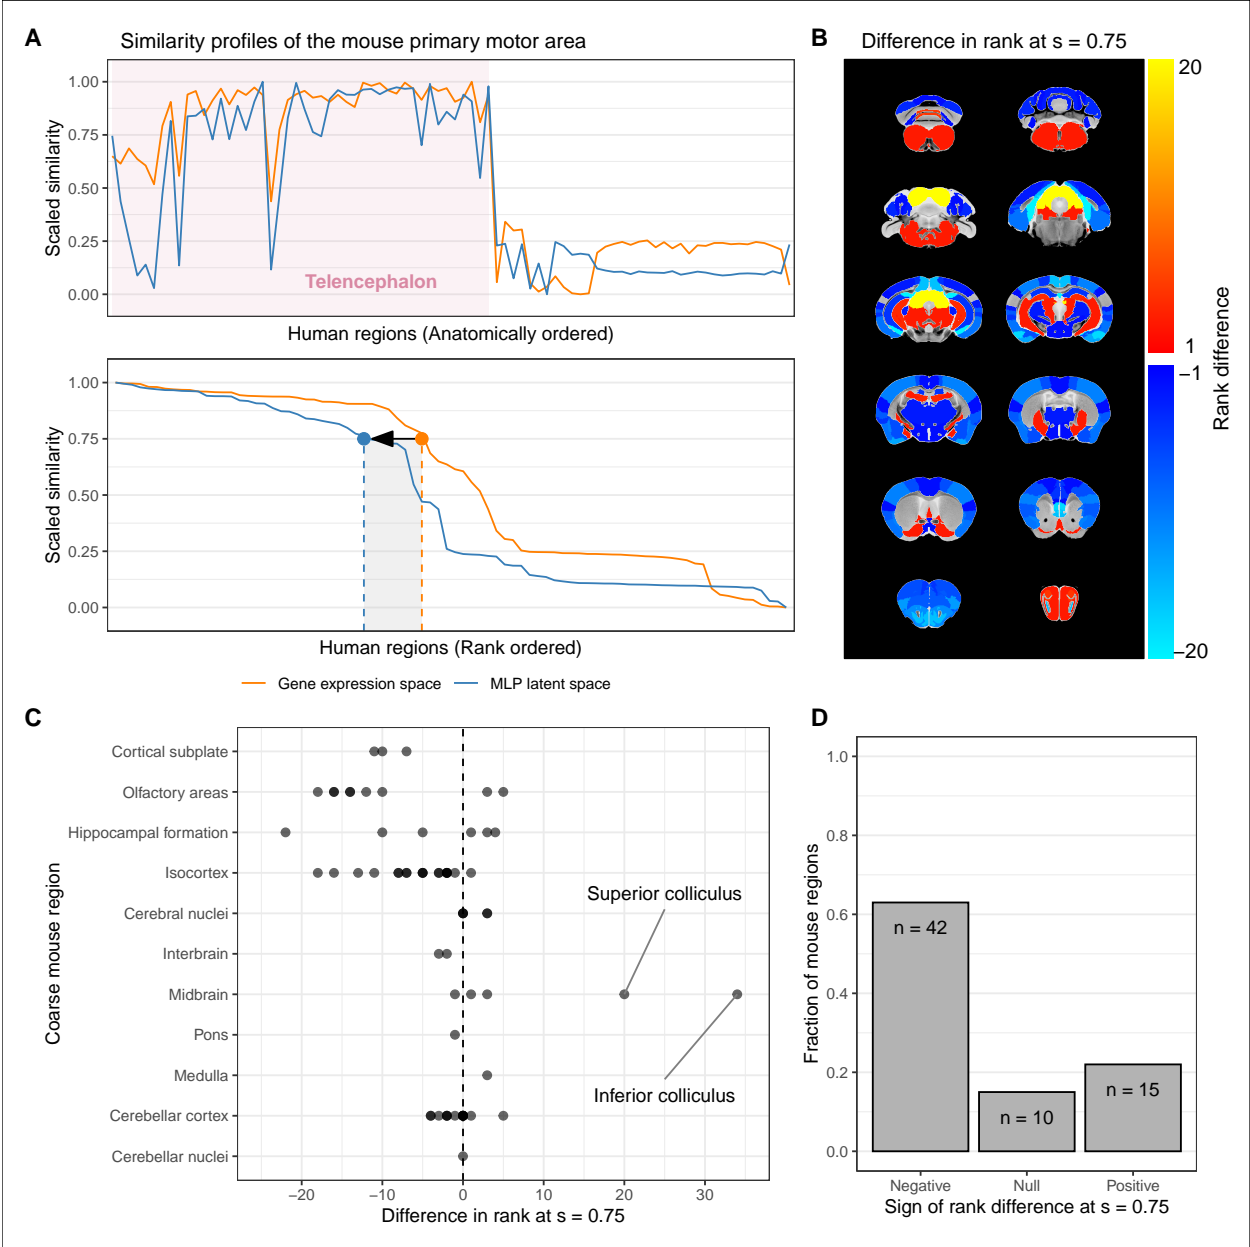 A
Similarity profiles of the mouse primary motor area
1.00
0.75
0.50
0.25
0.00
Scaled similarity
Telencephalon
Human regions (Anatomically ordered)
1.00
0.75
0.50
0.25
0.00
Scaled similarity
Human regions (Rank ordered)
Gene expression space
MLP latent space
B
Difference in rank at s = 0.75
20
1
−1
−20
Rank difference
C
Coarse mouse region
Cortical subplate
Olfactory areas
Hippocampal formation
Isocortex
Cerebral nuclei
Interbrain
Midbrain
Pons
Medulla
Cerebellar cortex
Cerebellar nuclei
Superior colliculus
Inferior colliculus
−20
−10
0
10
20
30
Difference in rank at s = 0.75
D
Fraction of mouse regions
1.0
0.8
0.6
0.4
0.2
0.0
n = 42
n = 10
n = 15
Negative
Null
Positive
Sign of rank difference at s = 0.75